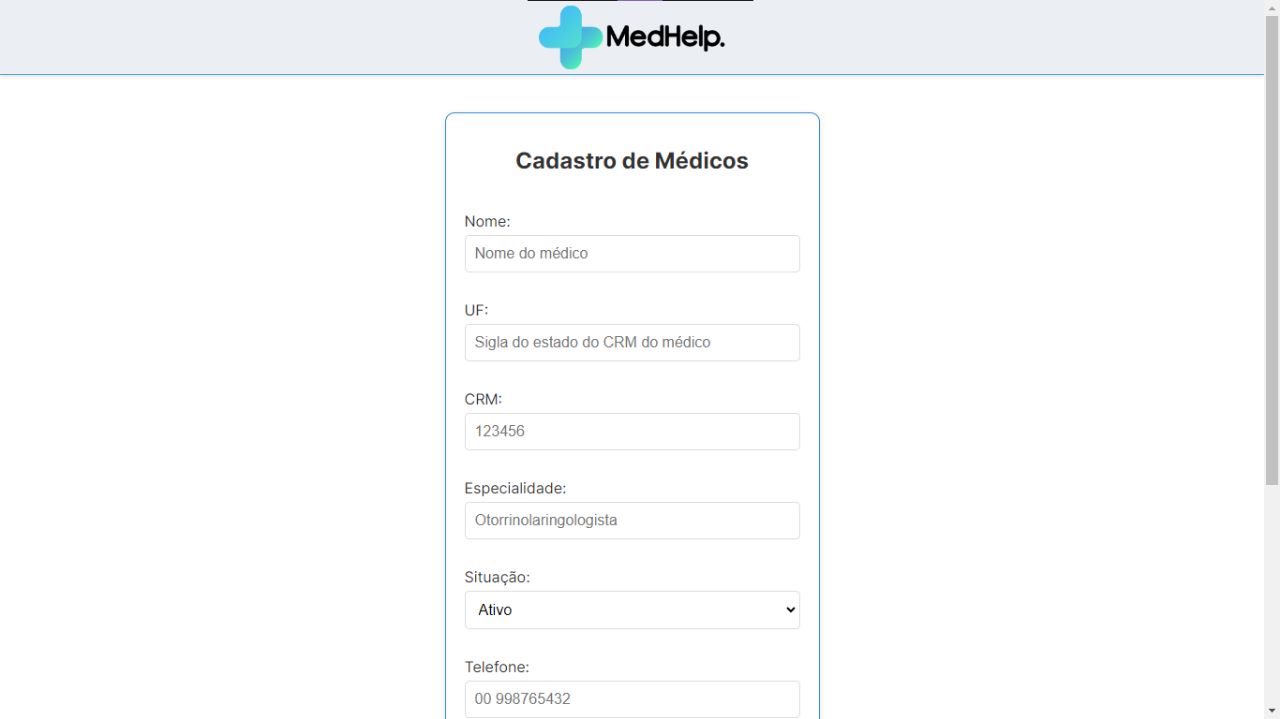 MedHelp.
Cadastro de Médicos
Nome:
Nome do médico
UF:
Sigla do estado do CRM do médico
CRM:
123456
Especialidade:
Otorrinolaringologista
Situação:
Ativo
Telefone:
00 998765432